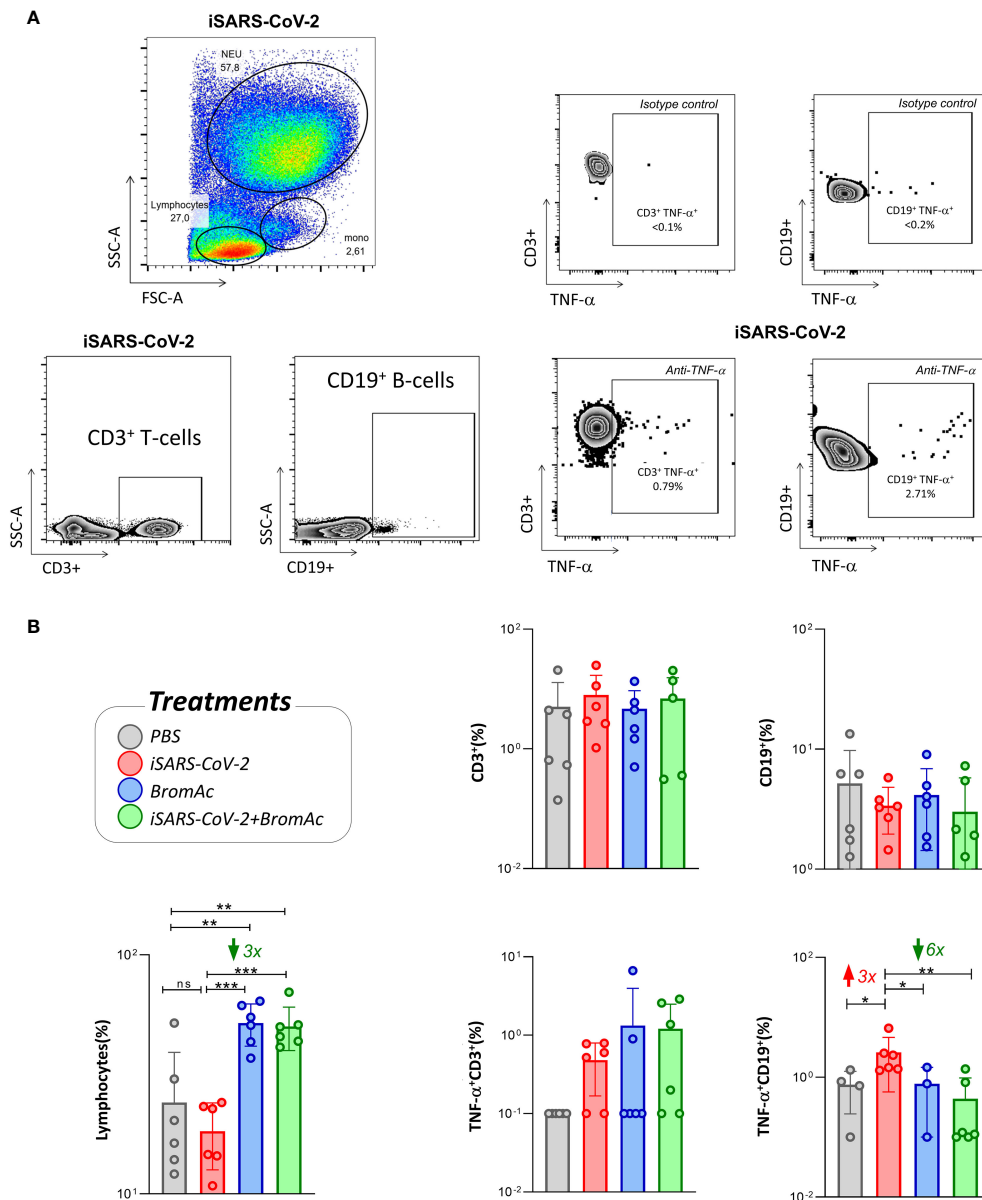 A
iSARS-CoV-2
NEU
57,8
Lymphocytes
27,0
mono
2,61
SSC-A
FSC-A
Isotype control
CD3+ TNF-α+
<0.1%
CD3+
TNF-α
Isotype control
CD19+ TNF-α+
<0.2%
CD19+
TNF-α
iSARS-CoV-2
CD3+ T-cells
SSC-A
CD3+
CD19+ B-cells
SSC-A
CD19+
iSARS-CoV-2
Anti-TNF-α
CD3+ TNF-α+
0.79%
CD3+
TNF-α
Anti-TNF-α
CD19+ TNF-α+
2.71%
CD19+
TNF-α
B
Treatments
PBS
iSARS-CoV-2
BromAc
iSARS-CoV-2+BromAc
10²
10⁰
10⁻²
CD3+(%)
10²
10¹
10⁰
CD19+(%)
**
**
3x
***
ns
***
10²
10¹
Lymphocytes(%)
10¹
10⁰
10⁻¹
10⁻²
TNF-α+CD3+(%)
6x
3x
**
*
*
10²
10⁰
10⁻²
TNF-α+CD19+(%)